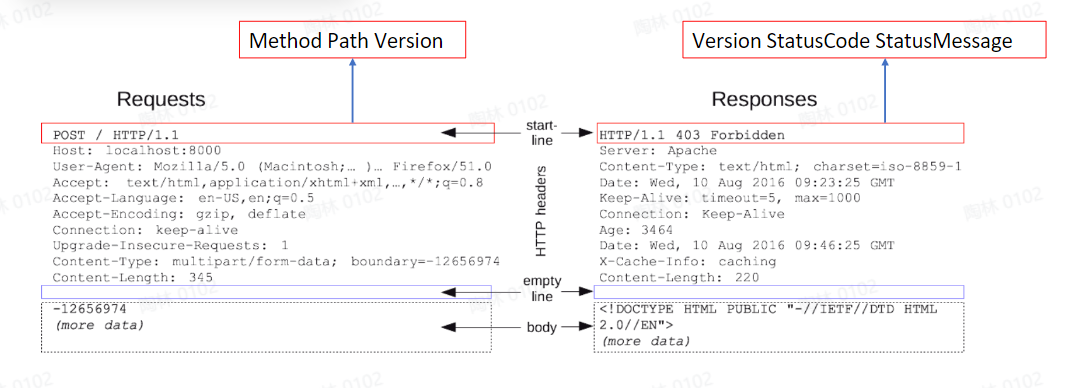 Method Path Version
Version StatusCode StatusMessage
Requests
Responses
POST / HTTP/1.1
Host: localhost:8000
User-Agent: Mozilla/5.0 (Macintosh;… )… Firefox/51.0
Accept: text/html,application/xhtml+xml,…,*/*;q=0.8
Accept-Language: en-US,en;q=0.5
Accept-Encoding: gzip, deflate
Connection: keep-alive
Upgrade-Insecure-Requests: 1
Content-Type: multipart/form-data; boundary=-12656974
Content-Length: 345
-12656974
(more data)
start-
line
HTTP headers
empty
line
body
HTTP/1.1 403 Forbidden
Server: Apache
Content-Type: text/html; charset=iso-8859-1
Date: Wed, 10 Aug 2016 09:23:25 GMT
Keep-Alive: timeout=5, max=1000
Connection: Keep-Alive
Age: 3464
Date: Wed, 10 Aug 2016 09:46:25 GMT
X-Cache-Info: caching
Content-Length: 220
<!DOCTYPE HTML PUBLIC "-//IETF//DTD HTML
2.0//EN">
(more data)
陶林 0102